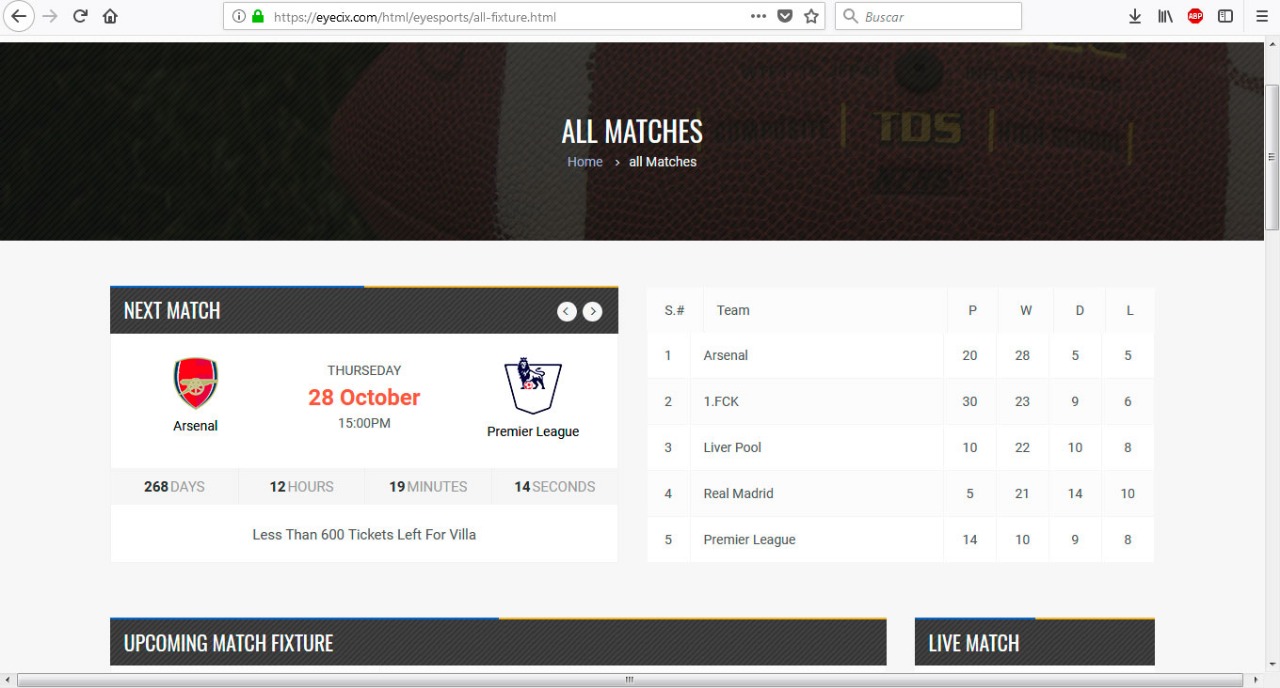 https://eyecix.com/html/eyesports/all-fixture.html
Buscar
ABP
TDS
ALL MATCHES
Home > all Matches
NEXT MATCH
Arsenal
THURSEDAY
28 October
15:00PM
Premier League
268 DAYS 12 HOURS 19 MINUTES 14 SECONDS
Less Than 600 Tickets Left For Villa
S.# Team P W D L
1 Arsenal 20 28 5 5
2 1.FCK 30 23 9 6
3 Liver Pool 10 22 10 8
4 Real Madrid 5 21 14 10
5 Premier League 14 10 9 8
UPCOMING MATCH FIXTURE
LIVE MATCH